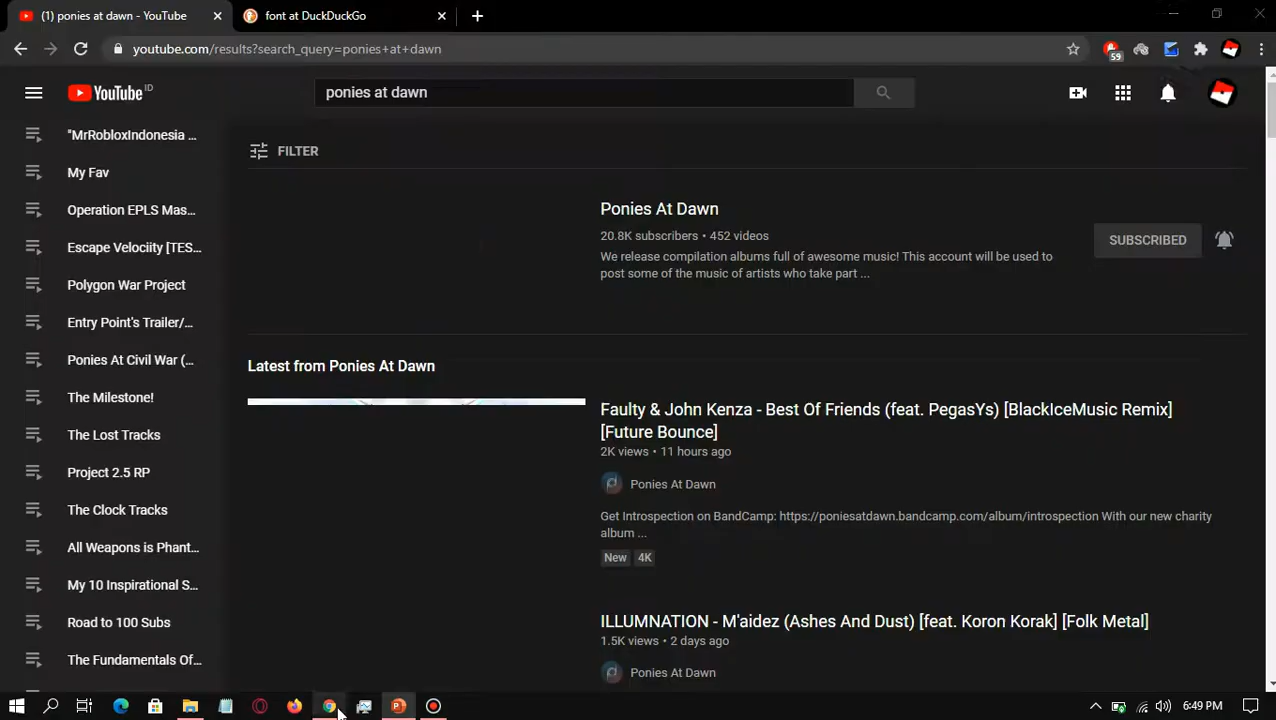 (1) ponies at dawn - YouTube
font at DuckDuckGo
youtube.com/results?search_query=ponies+at+dawn
59
YouTube ID
ponies at dawn
"MrRobloxIndonesia ...
My Fav
Operation EPLS Mas...
Escape Velociity [TES...
Polygon War Project
Entry Point's Trailer/...
Ponies At Civil War (...
The Milestone!
The Lost Tracks
Project 2.5 RP
The Clock Tracks
All Weapons is Phant...
My 10 Inspirational S...
Road to 100 Subs
The Fundamentals Of...
FILTER
Ponies At Dawn
20.8K subscribers • 452 videos
We release compilation albums full of awesome music! This account will be used to
post some of the music of artists who take part ...
SUBSCRIBED
Latest from Ponies At Dawn
Faulty & John Kenza - Best Of Friends (feat. PegasYs) [BlackIceMusic Remix]
[Future Bounce]
2K views • 11 hours ago
Ponies At Dawn
Get Introspection on BandCamp: https://poniesatdawn.bandcamp.com/album/introspection With our new charity
album ...
New
4K
ILLUMNATION - M'aidez (Ashes And Dust) [feat. Koron Korak] [Folk Metal]
1.5K views • 2 days ago
Ponies At Dawn
6:49 PM